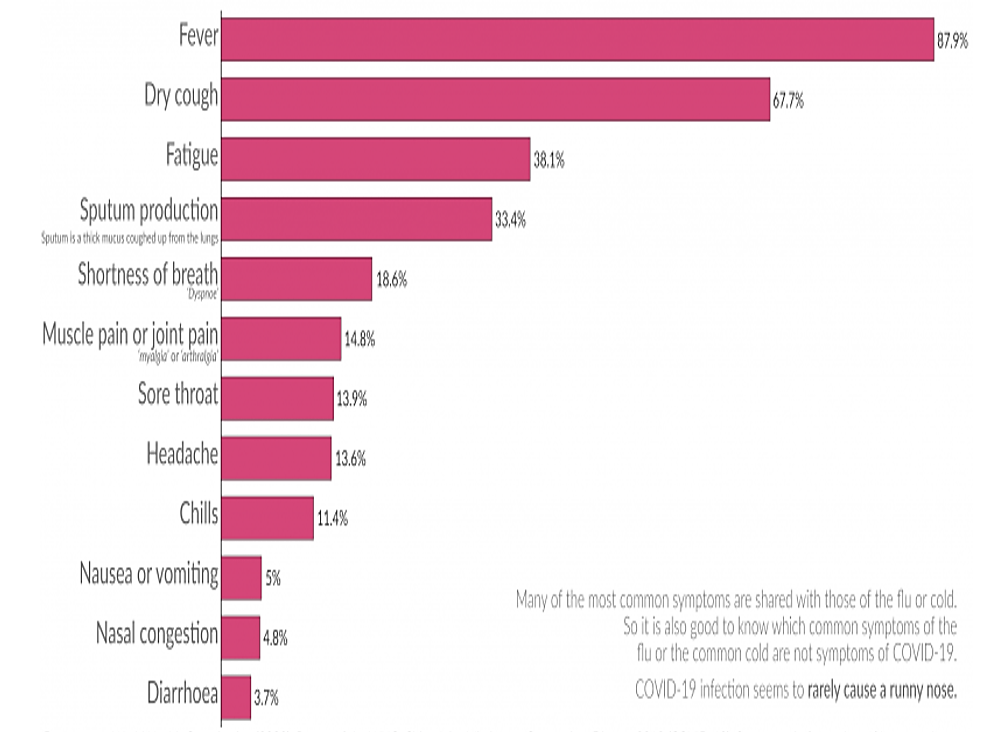 Fever
87.9%
Dry cough
67.7%
Fatigue
38.1%
Sputum production
Sputum is a thick mucus coughed up from the lungs
33.4%
Shortness of breath
'Dyspnoe'
18.6%
Muscle pain or joint pain
'myalgia' or 'arthralgia'
14.8%
Sore throat
13.9%
Headache
13.6%
Chills
11.4%
Nausea or vomiting
5%
Nasal congestion
4.8%
Diarrhoea
3.7%
Many of the most common symptoms are shared with those of the flu or cold.
So it is also good to know which common symptoms of the
flu or the common cold are not symptoms of COVID-19.
COVID-19 infection seems to rarely cause a runny nose.